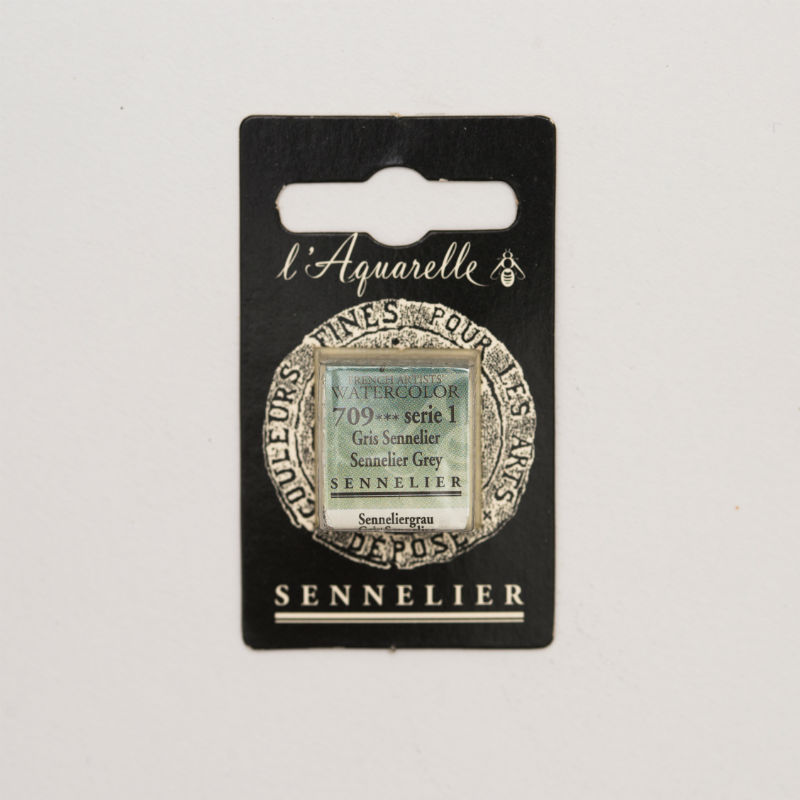 l'Aquarelle
COULEURS FINES POUR LES ARTS
FRENCH ARTISTS'
WATERCOLOR
709*** serie 1
Gris Sennelier
Sennelier Grey
SENNELIER
Senneliergrau
DÉPOSÉ
SENNELIER